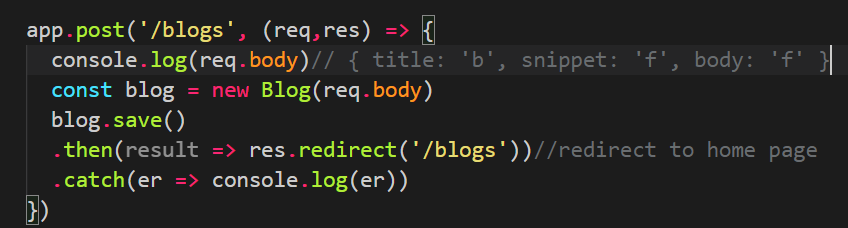 app.post('/blogs', (req,res) => {
console.log(req.body)// { title: 'b', snippet: 'f', body: 'f' }
const blog = new Blog(req.body)
blog.save()
.then(result => res.redirect('/blogs'))//redirect to home page
.catch(er => console.log(er))
})